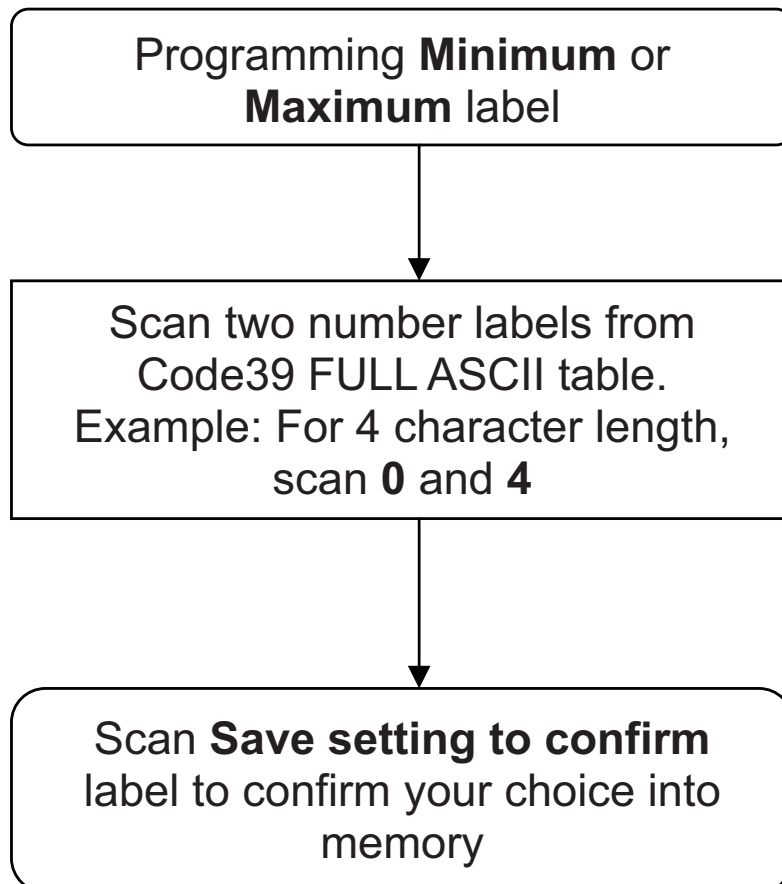 Programming Minimum or
Maximum label
Scan two number labels from
Code39 FULL ASCII table.
Example: For 4 character length,
scan 0 and 4
Scan Save setting to confirm
label to confirm your choice into
memory